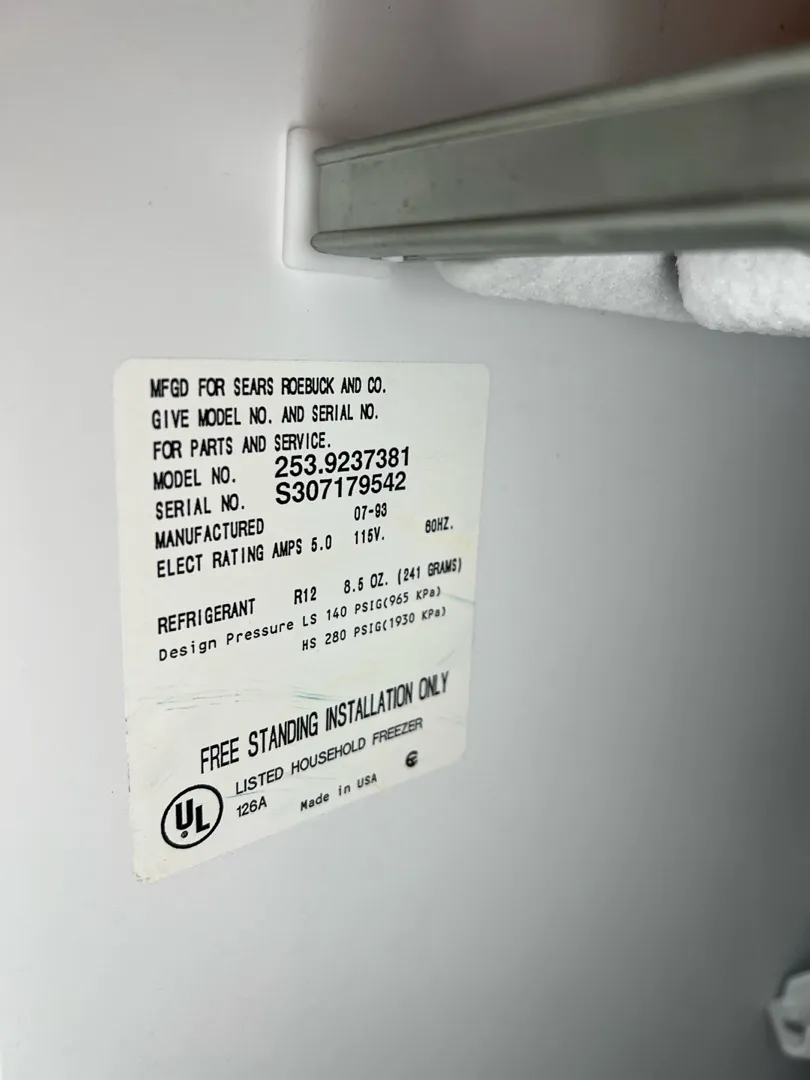 MFGD FOR SEARS ROEBUCK AND CO.
GIVE MODEL NO. AND SERIAL NO.
FOR PARTS AND SERVICE.
MODEL NO. 253.9237381
SERIAL NO. S307179542
MANUFACTURED 07-93
ELECT RATING AMPS 5.0 115V. 60HZ.
REFRIGERANT R12 8.5 OZ. (241 GRAMS)
Design Pressure LS 140 PSIG(965 KPa)
HS 280 PSIG(1930 KPa)
FREE STANDING INSTALLATION ONLY
UL LISTED HOUSEHOLD FREEZER
126A Made in USA